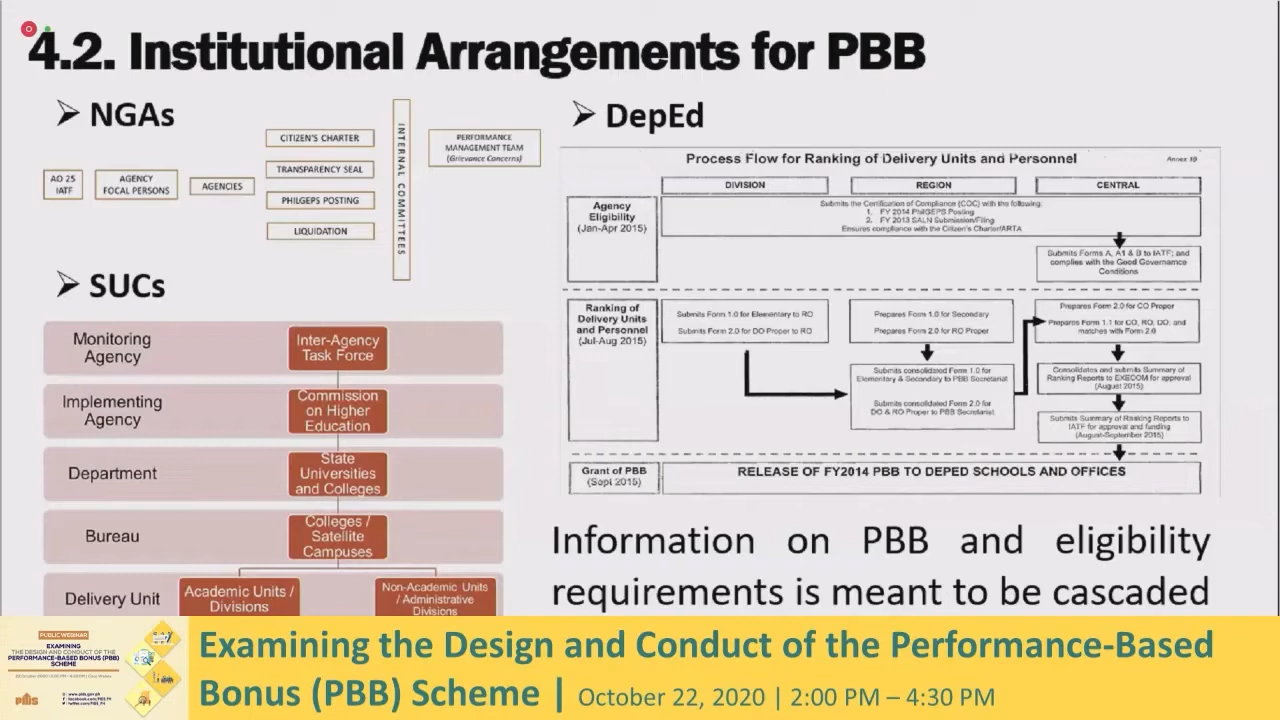 4.2. Institutional Arrangements for PBB
➢ NGAs
AO 25
IATF
AGENCY
FOCAL PERSONS
AGENCIES
CITIZEN'S CHARTER
TRANSPARENCY SEAL
PHILGEPS POSTING
LIQUIDATION
INTERNAL COMMITTEES
PERFORMANCE
MANAGEMENT TEAM
(Grievance Concerns)
➢ SUCs
Monitoring
Agency
Inter-Agency
Task Force
Implementing
Agency
Commission
on Higher
Education
Department
State
Universities
and Colleges
Bureau
Colleges /
Satellite
Campuses
Delivery Unit
Academic Units /
Divisions
Non-Academic Units
/ Administrative
Divisions
➢ DepEd
Process Flow for Ranking of Delivery Units and Personnel
Annex 10
DIVISION
REGION
CENTRAL
Agency
Eligibility
(Jan-Apr 2015)
Submits the Certification of Compliance (COC) with the following:
1. FY 2014 PhilGEPS Posting
2. FY 2013 SALN Submission/Filing
Ensures compliance with the Citizen's Charter/ARTA
Submits Forms A, A1 & B to IATF; and
complies with the Good Governance
Conditions
Ranking of
Delivery Units
and Personnel
(Jul-Aug 2015)
Submits Form 1.0 for Elementary to RO
Submits Form 2.0 for DO Proper to RO
Prepares Form 1.0 for Secondary
Prepares Form 2.0 for RO Proper
Submits consolidated Form 1.0 for
Elementary & Secondary to PBB Secretariat
Submits consolidated Form 2.0 for
DO & RO Proper to PBB Secretariat
Prepares Form 2.0 for CO Proper
Prepares Form 1.1 for CO, RO, DO; and
matches with Form 2.0
Consolidates and submits Summary of
Ranking Reports to EXECOM for approval
(August 2015)
Submits Summary of Ranking Reports to
IATF for approval and funding
(August-September 2015)
Grant of PBB
(Sept 2015)
RELEASE OF FY2014 PBB TO DEPED SCHOOLS AND OFFICES
Information on PBB and eligibility
requirements is meant to be cascaded
PUBLIC WEBINAR
EXAMINING
THE DESIGN AND CONDUCT OF THE
PERFORMANCE-BASED BONUS (PBB)
SCHEME
pids
Examining the Design and Conduct of the Performance-Based
Bonus (PBB) Scheme | October 22, 2020 | 2:00 PM – 4:30 PM